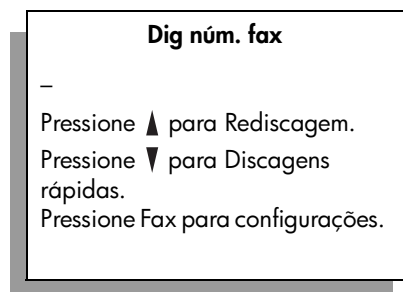 Dig núm. fax
_
Pressione ▲ para Rediscagem.
Pressione ▼ para Discagens
rápidas.
Pressione Fax para configurações.